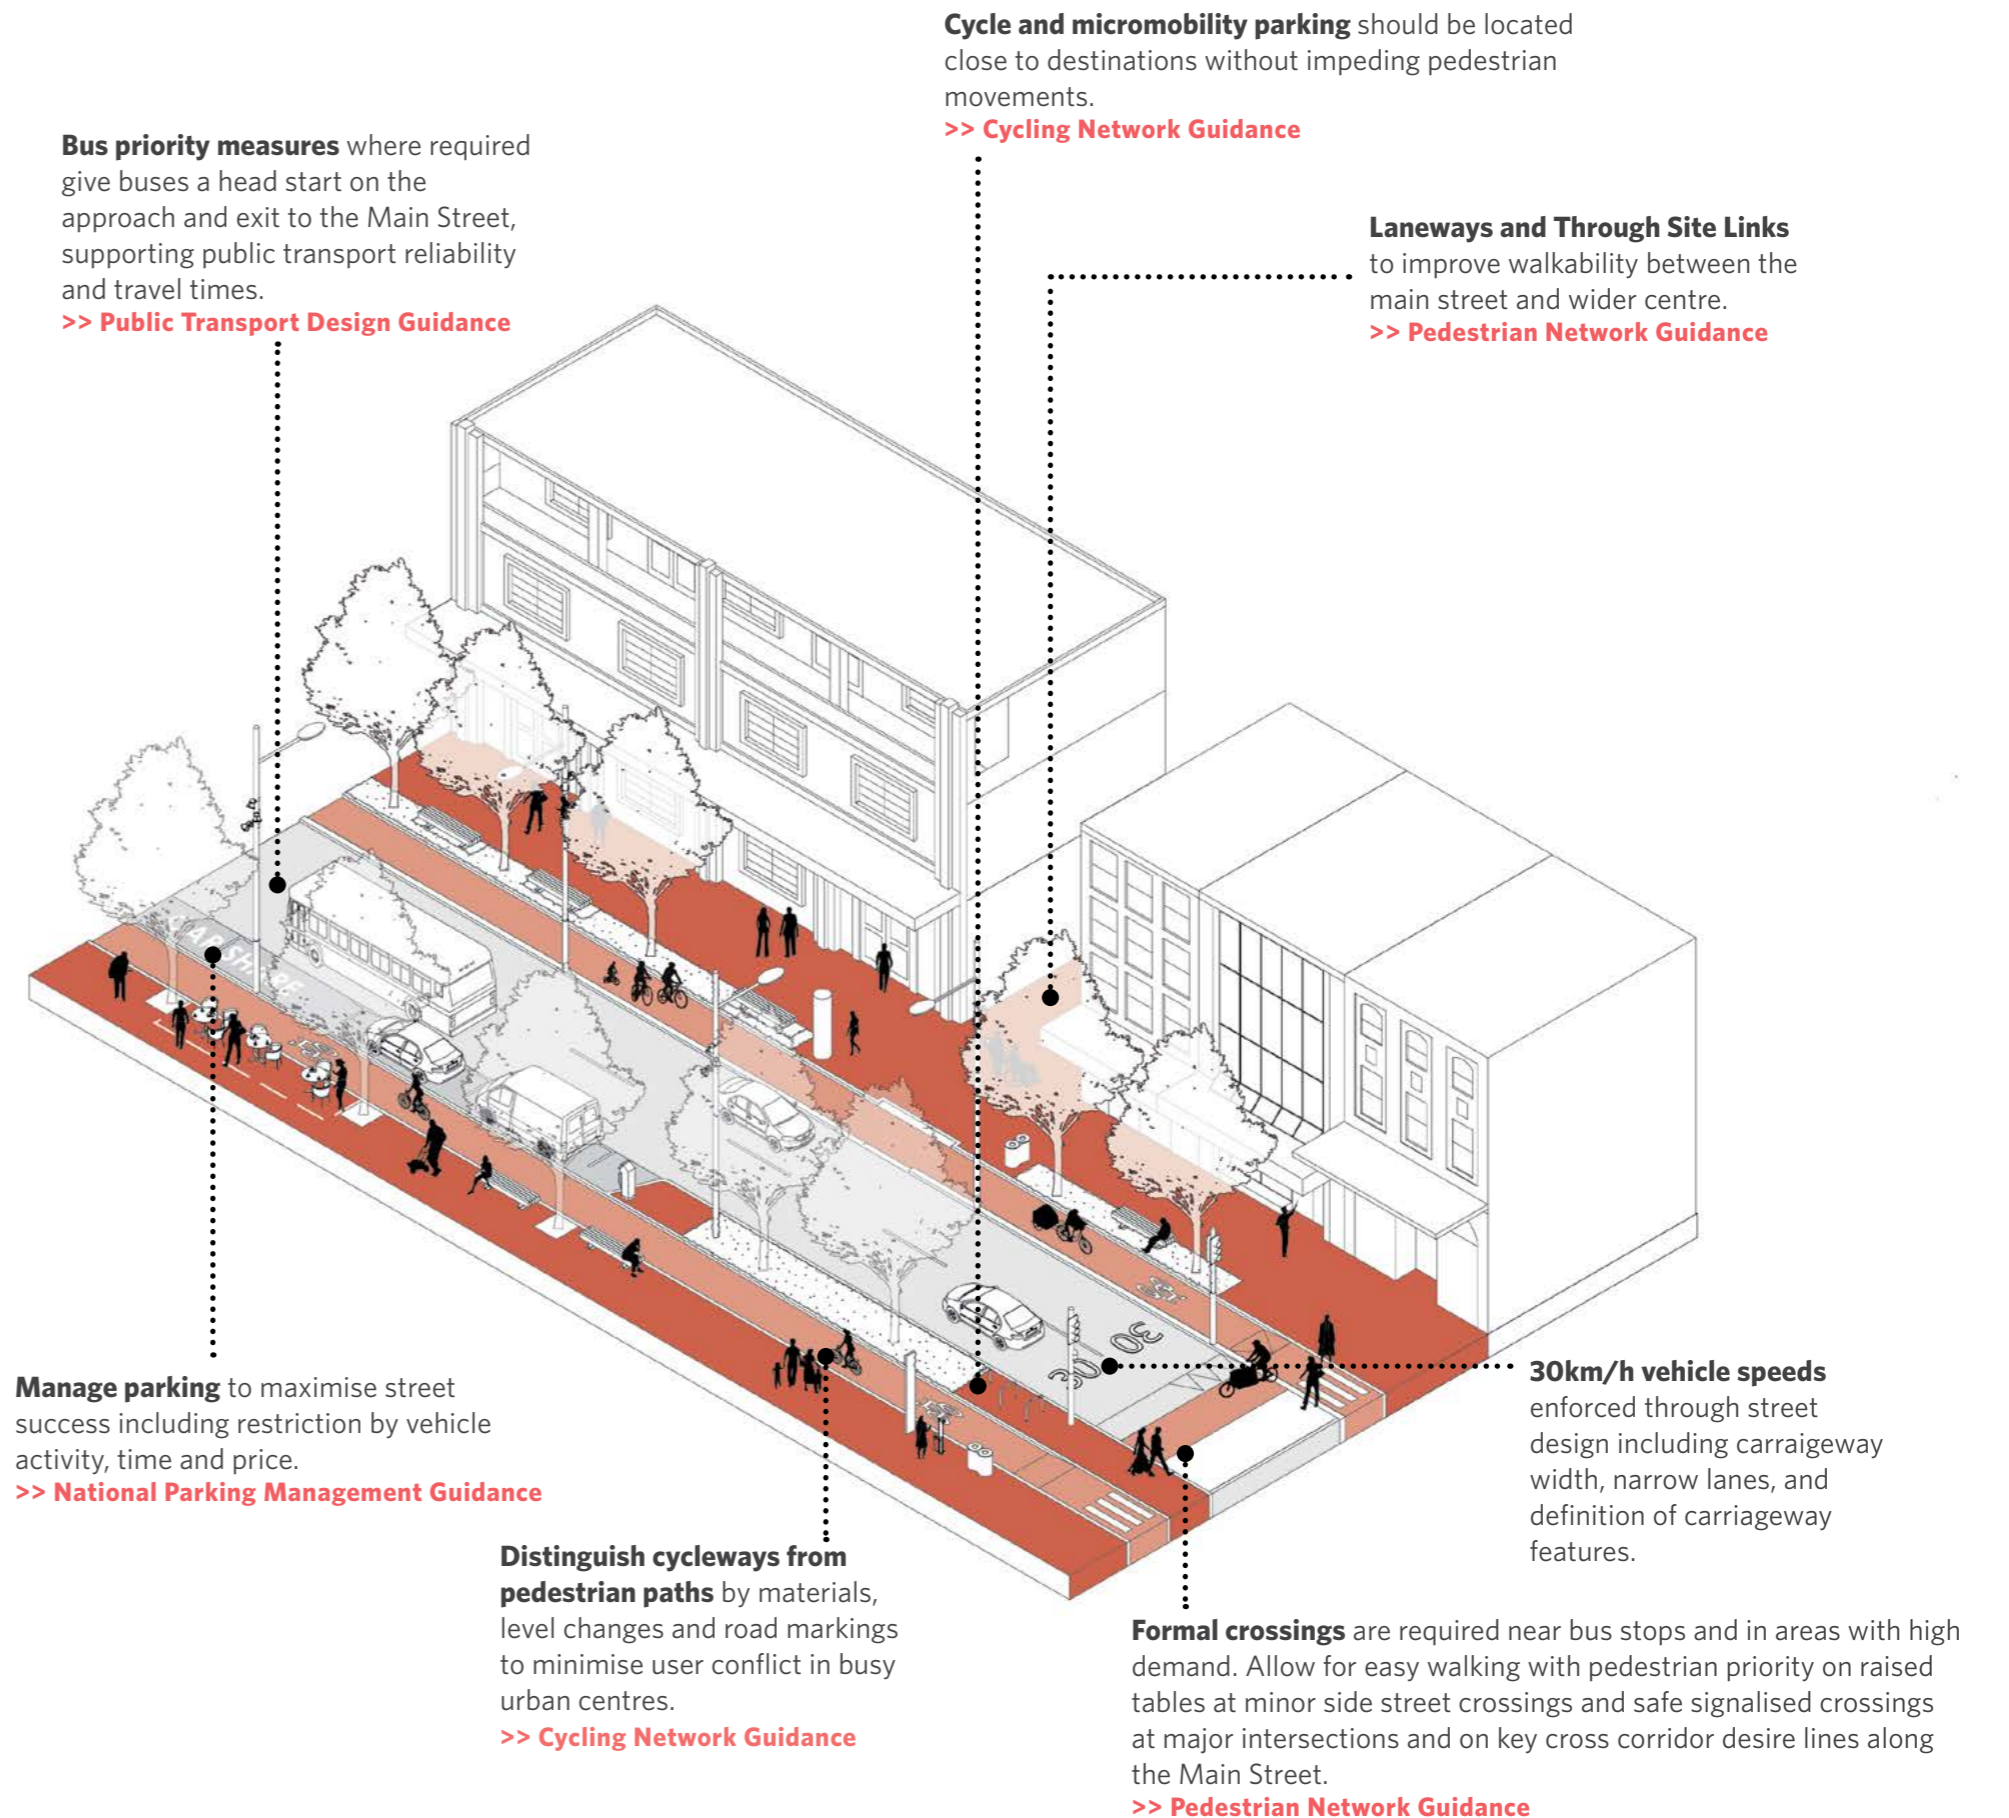 Cycle and micromobility parking should be located
close to destinations without impeding pedestrian
movements.
>> Cycling Network Guidance
Bus priority measures where required
give buses a head start on the
approach and exit to the Main Street,
supporting public transport reliability
and travel times.
>> Public Transport Design Guidance
Laneways and Through Site Links
to improve walkability between the
main street and wider centre.
>> Pedestrian Network Guidance
CAR SHARE
30
30
Manage parking to maximise street
success including restriction by vehicle
activity, time and price.
>> National Parking Management Guidance
30km/h vehicle speeds
enforced through street
design including carraigeway
width, narrow lanes, and
definition of carriageway
features.
Distinguish cycleways from
pedestrian paths by materials,
level changes and road markings
to minimise user conflict in busy
urban centres.
>> Cycling Network Guidance
Formal crossings are required near bus stops and in areas with high
demand. Allow for easy walking with pedestrian priority on raised
tables at minor side street crossings and safe signalised crossings
at major intersections and on key cross corridor desire lines along
the Main Street.
>> Pedestrian Network Guidance